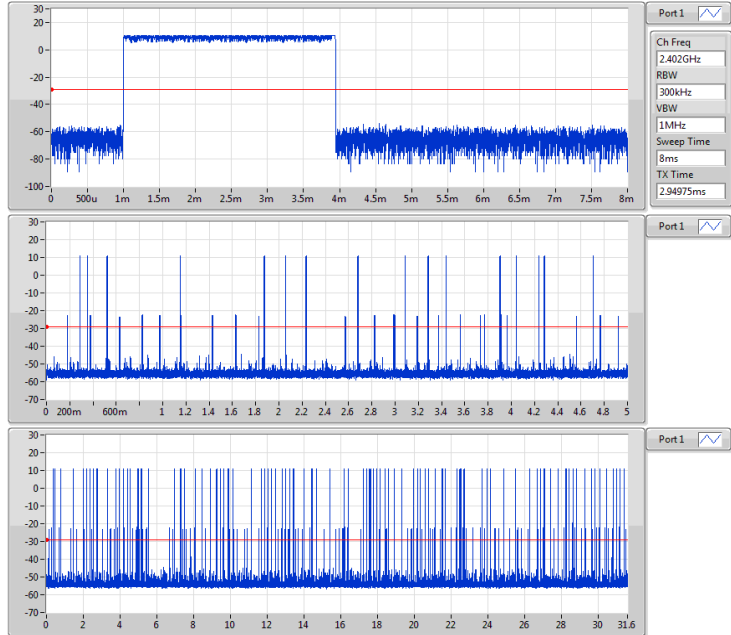 30
20
0
-20
-40
-60
-80
-100
0 500u 1m 1.5m 2m 2.5m 3m 3.5m 4m 4.5m 5m 5.5m 6m 6.5m 7m 7.5m 8m
Port 1
Ch Freq
2.402GHz
RBW
300kHz
VBW
1MHz
Sweep Time
8ms
TX Time
2.94975ms
30
20
10
0
-10
-20
-30
-40
-50
-60
-70
0 200m 600m 1 1.2 1.4 1.6 1.8 2 2.2 2.4 2.6 2.8 3 3.2 3.4 3.6 3.8 4 4.2 4.4 4.6 4.8 5
Port 1
30
20
10
0
-10
-20
-30
-40
-50
-60
-70
0 2 4 6 8 10 12 14 16 18 20 22 24 26 28 30 31.6
Port 1